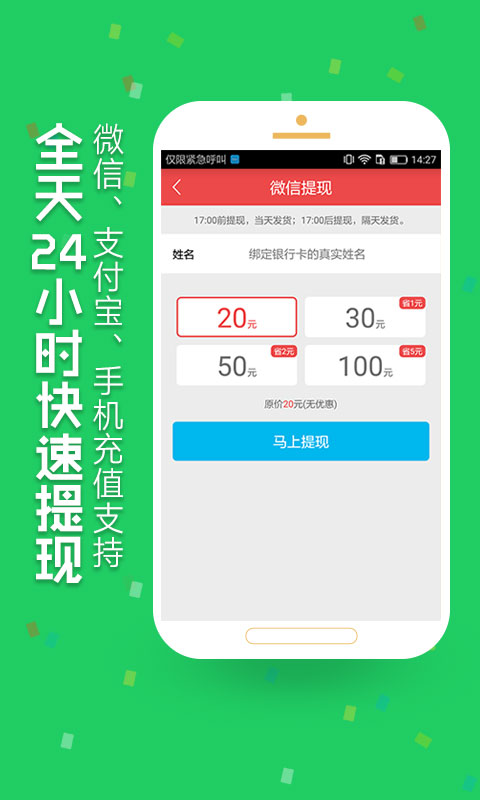 全天24小时快速提现
微信、支付宝、手机充值支持
仅限紧急呼叫
14:27
微信提现
17:00前提现，当天发货；17:00后提现，隔天发货。
姓名 绑定银行卡的真实姓名
20元
30元 省1元
50元 省2元
100元 省5元
原价20元(无优惠)
马上提现